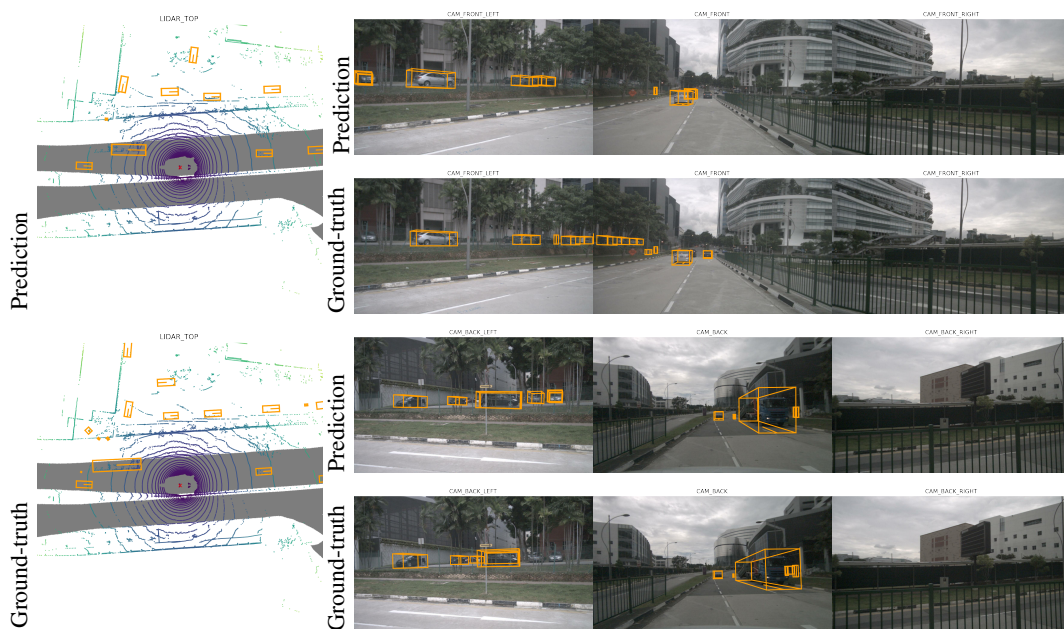 LIDAR_TOP
Prediction
LIDAR_TOP
Ground-truth
CAM_FRONT_LEFT
CAM_FRONT
CAM_FRONT_RIGHT
Prediction
CAM_FRONT_LEFT
CAM_FRONT
CAM_FRONT_RIGHT
Ground-truth
CAM_BACK_LEFT
CAM_BACK
CAM_BACK_RIGHT
Prediction
CAM_BACK_LEFT
CAM_BACK
CAM_BACK_RIGHT
Ground-truth